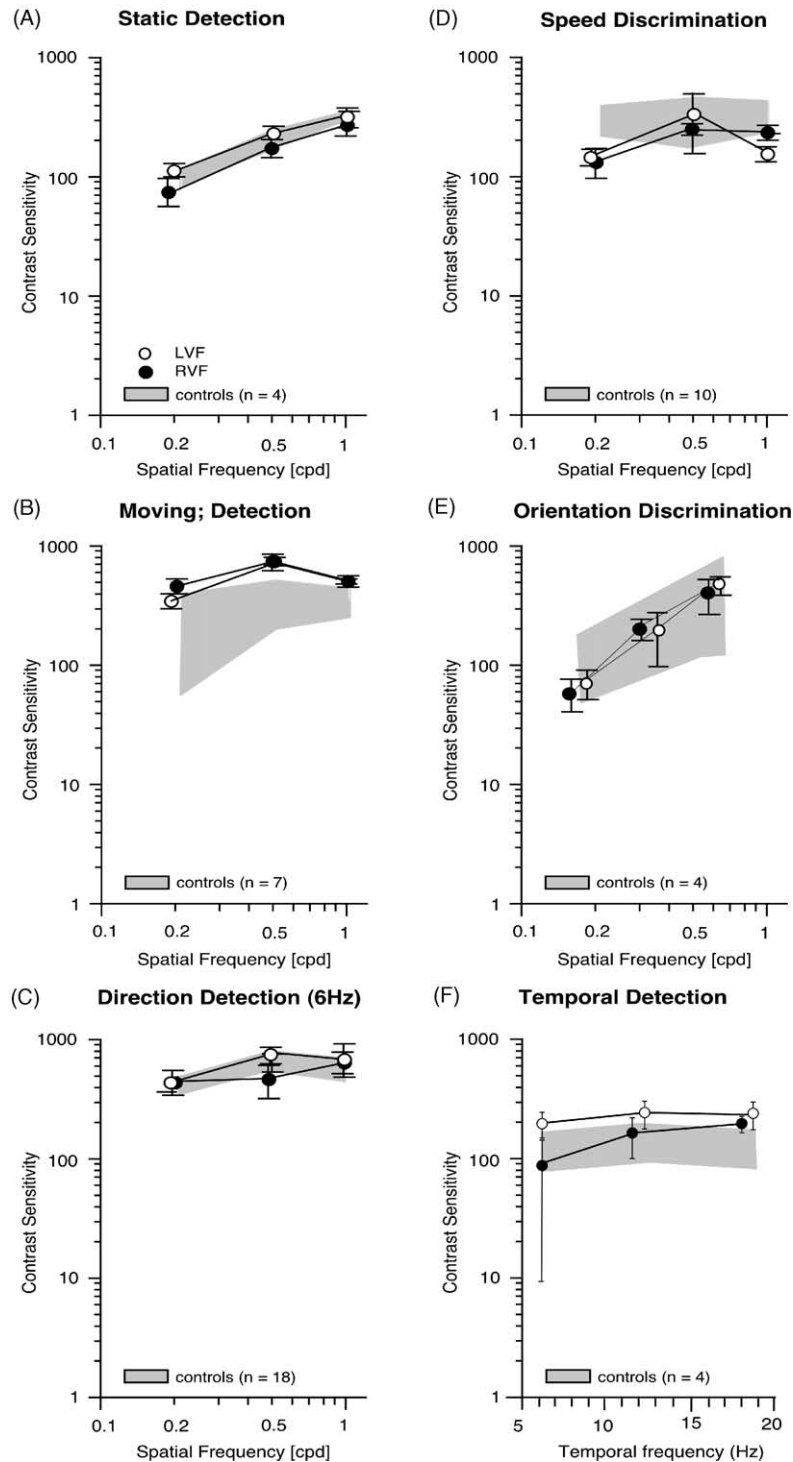 (A) Static Detection
1000
100
10
1
Contrast Sensitivity
LVF
RVF
controls (n = 4)
0.1 0.2 0.5 1
Spatial Frequency [cpd]
(D) Speed Discrimination
1000
100
10
1
Contrast Sensitivity
controls (n = 10)
0.1 0.2 0.5 1
Spatial Frequency [cpd]
(B) Moving; Detection
1000
100
10
1
Contrast Sensitivity
controls (n = 7)
0.1 0.2 0.5 1
Spatial Frequency [cpd]
(E) Orientation Discrimination
1000
100
10
1
Contrast Sensitivity
controls (n = 4)
0.1 0.2 0.5 1
Spatial Frequency [cpd]
(C) Direction Detection (6Hz)
1000
100
10
1
Contrast Sensitivity
controls (n = 18)
0.1 0.2 0.5 1
Spatial Frequency [cpd]
(F) Temporal Detection
1000
100
10
1
Contrast Sensitivity
controls (n = 4)
5 10 15 20
Temporal frequency (Hz)